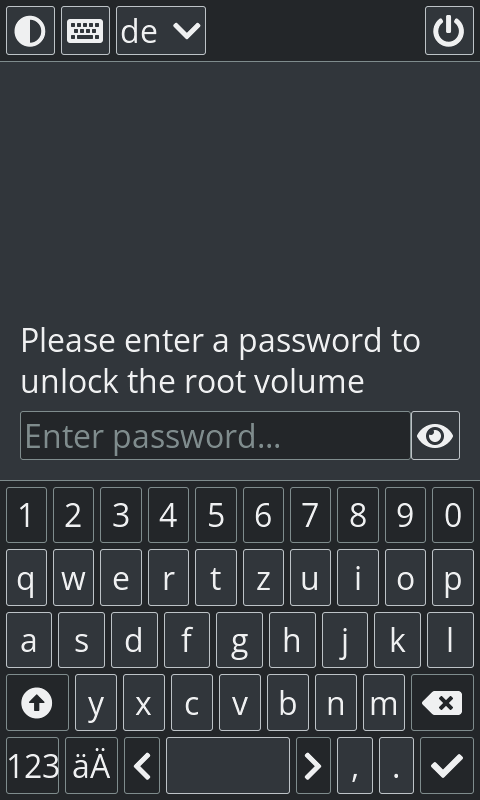 de
Please enter a password to
unlock the root volume
Enter password...
1 2 3 4 5 6 7 8 9 0
q w e r t z u i o p
a s d f g h j k l
y x c v b n m
123 äÄ , .